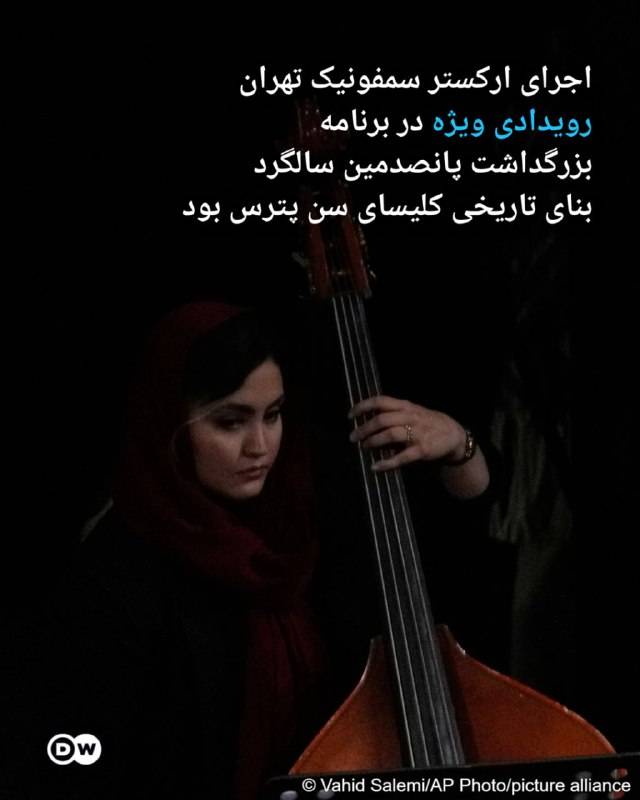 اجرای ارکستر سمفونیک تهران
رویدادی ویژه در برنامه
بزرگداشت پانصدمین سالگرد
بنای تاریخی کلیسای سن پترس بود
DW
© Vahid Salemi/AP Photo/picture alliance